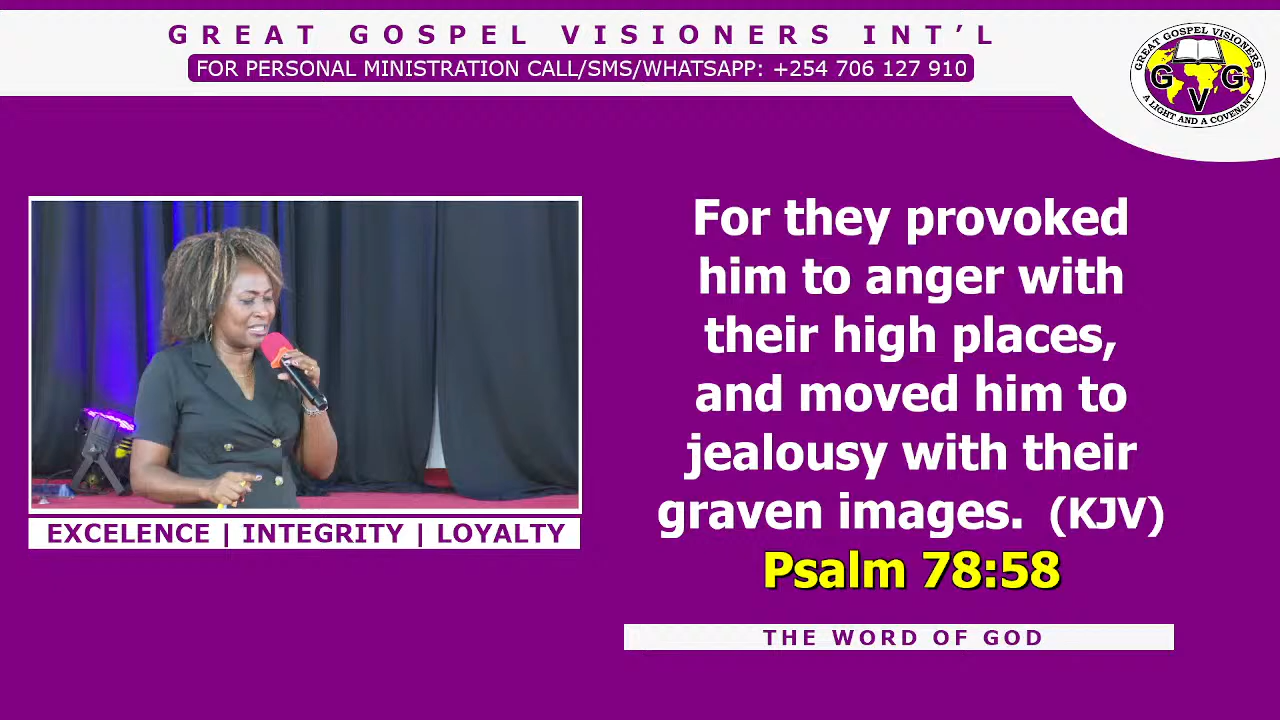 GREAT GOSPEL VISIONERS INT'L
FOR PERSONAL MINISTRATION CALL/SMS/WHATSAPP: +254 706 127 910
GREAT GOSPEL VISIONERS
G V G
A LIGHT AND A COVENANT
For they provoked
him to anger with
their high places,
and moved him to
jealousy with their
graven images. (KJV)
Psalm 78:58
EXCELENCE | INTEGRITY | LOYALTY
THE WORD OF GOD